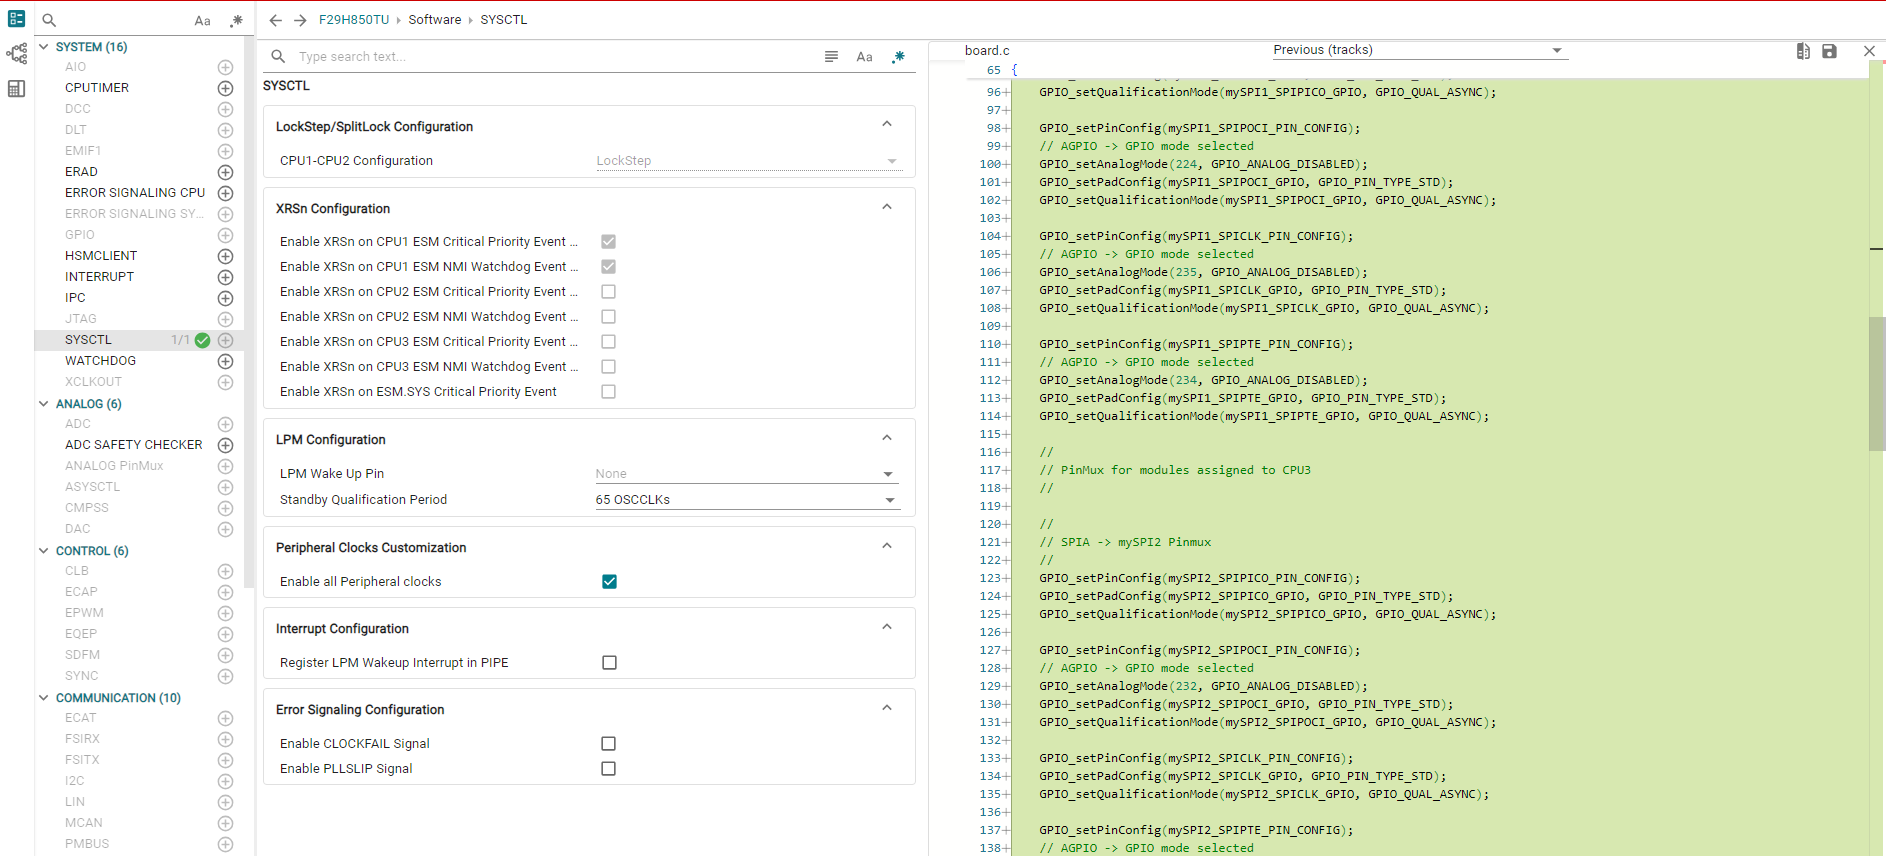 Aa .*
SYSTEM (16)
AIO
CPUTIMER
DCC
DLT
EMIF1
ERAD
ERROR SIGNALING CPU
ERROR SIGNALING SY...
GPIO
HSMCLIENT
INTERRUPT
IPC
JTAG
SYSCTL 1/1
WATCHDOG
XCLKOUT
ANALOG (6)
ADC
ADC SAFETY CHECKER
ANALOG PinMux
ASYSCTL
CMPSS
DAC
CONTROL (6)
CLB
ECAP
EPWM
EQEP
SDFM
SYNC
COMMUNICATION (10)
ECAT
FSIRX
FSITX
I2C
LIN
MCAN
PMBUS
F29H850TU › Software › SYSCTL
Type search text... Aa .*
SYSCTL
LockStep/SplitLock Configuration
CPU1-CPU2 Configuration LockStep
XRSn Configuration
Enable XRSn on CPU1 ESM Critical Priority Event ...
Enable XRSn on CPU1 ESM NMI Watchdog Event ...
Enable XRSn on CPU2 ESM Critical Priority Event ...
Enable XRSn on CPU2 ESM NMI Watchdog Event ...
Enable XRSn on CPU3 ESM Critical Priority Event ...
Enable XRSn on CPU3 ESM NMI Watchdog Event ...
Enable XRSn on ESM.SYS Critical Priority Event
LPM Configuration
LPM Wake Up Pin None
Standby Qualification Period 65 OSCCLKs
Peripheral Clocks Customization
Enable all Peripheral clocks
Interrupt Configuration
Register LPM Wakeup Interrupt in PIPE
Error Signaling Configuration
Enable CLOCKFAIL Signal
Enable PLLSLIP Signal
board.c Previous (tracks)
65 {
96+ GPIO_setQualificationMode(mySPI1_SPIPICO_GPIO, GPIO_QUAL_ASYNC);
97+
98+ GPIO_setPinConfig(mySPI1_SPIPOCI_PIN_CONFIG);
99+ // AGPIO -> GPIO mode selected
100+ GPIO_setAnalogMode(224, GPIO_ANALOG_DISABLED);
101+ GPIO_setPadConfig(mySPI1_SPIPOCI_GPIO, GPIO_PIN_TYPE_STD);
102+ GPIO_setQualificationMode(mySPI1_SPIPOCI_GPIO, GPIO_QUAL_ASYNC);
103+
104+ GPIO_setPinConfig(mySPI1_SPICLK_PIN_CONFIG);
105+ // AGPIO -> GPIO mode selected
106+ GPIO_setAnalogMode(235, GPIO_ANALOG_DISABLED);
107+ GPIO_setPadConfig(mySPI1_SPICLK_GPIO, GPIO_PIN_TYPE_STD);
108+ GPIO_setQualificationMode(mySPI1_SPICLK_GPIO, GPIO_QUAL_ASYNC);
109+
110+ GPIO_setPinConfig(mySPI1_SPIPTE_PIN_CONFIG);
111+ // AGPIO -> GPIO mode selected
112+ GPIO_setAnalogMode(234, GPIO_ANALOG_DISABLED);
113+ GPIO_setPadConfig(mySPI1_SPIPTE_GPIO, GPIO_PIN_TYPE_STD);
114+ GPIO_setQualificationMode(mySPI1_SPIPTE_GPIO, GPIO_QUAL_ASYNC);
115+
116+ //
117+ // PinMux for modules assigned to CPU3
118+ //
119+
120+ //
121+ // SPIA -> mySPI2 Pinmux
122+ //
123+ GPIO_setPinConfig(mySPI2_SPIPICO_PIN_CONFIG);
124+ GPIO_setPadConfig(mySPI2_SPIPICO_GPIO, GPIO_PIN_TYPE_STD);
125+ GPIO_setQualificationMode(mySPI2_SPIPICO_GPIO, GPIO_QUAL_ASYNC);
126+
127+ GPIO_setPinConfig(mySPI2_SPIPOCI_PIN_CONFIG);
128+ // AGPIO -> GPIO mode selected
129+ GPIO_setAnalogMode(232, GPIO_ANALOG_DISABLED);
130+ GPIO_setPadConfig(mySPI2_SPIPOCI_GPIO, GPIO_PIN_TYPE_STD);
131+ GPIO_setQualificationMode(mySPI2_SPIPOCI_GPIO, GPIO_QUAL_ASYNC);
132+
133+ GPIO_setPinConfig(mySPI2_SPICLK_PIN_CONFIG);
134+ GPIO_setPadConfig(mySPI2_SPICLK_GPIO, GPIO_PIN_TYPE_STD);
135+ GPIO_setQualificationMode(mySPI2_SPICLK_GPIO, GPIO_QUAL_ASYNC);
136+
137+ GPIO_setPinConfig(mySPI2_SPIPTE_PIN_CONFIG);
138+ // AGPIO -> GPIO mode selected